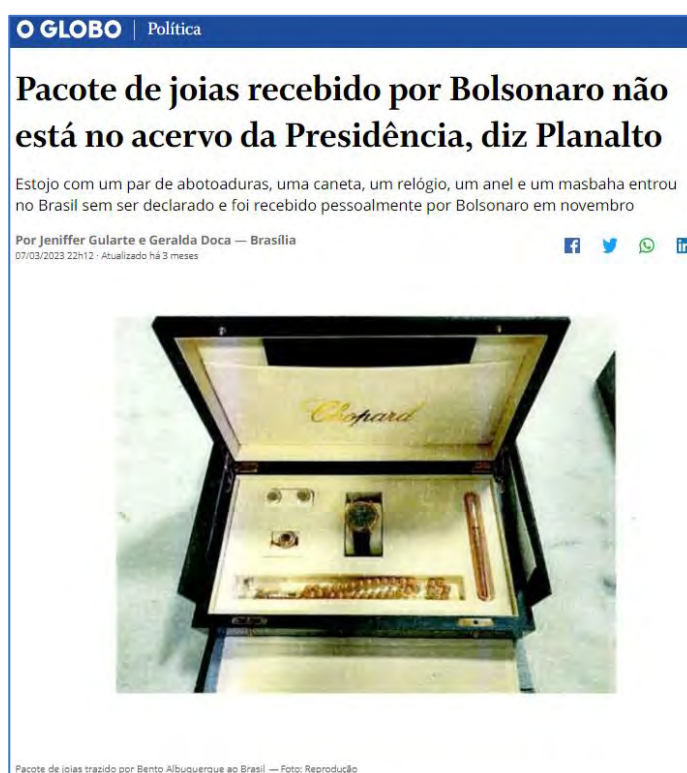 O GLOBO | Política
Pacote de joias recebido por Bolsonaro não
está no acervo da Presidência, diz Planalto
Estojo com um par de abotoaduras, uma caneta, um relógio, um anel e um masbaha entrou
no Brasil sem ser declarado e foi recebido pessoalmente por Bolsonaro em novembro
Por Jeniffer Gularte e Geralda Doca — Brasília
07/03/2023 22h12 · Atualizado há 3 meses
Chopard
Pacote de joias trazido por Bento Albuquerque ao Brasil — Foto: Reprodução